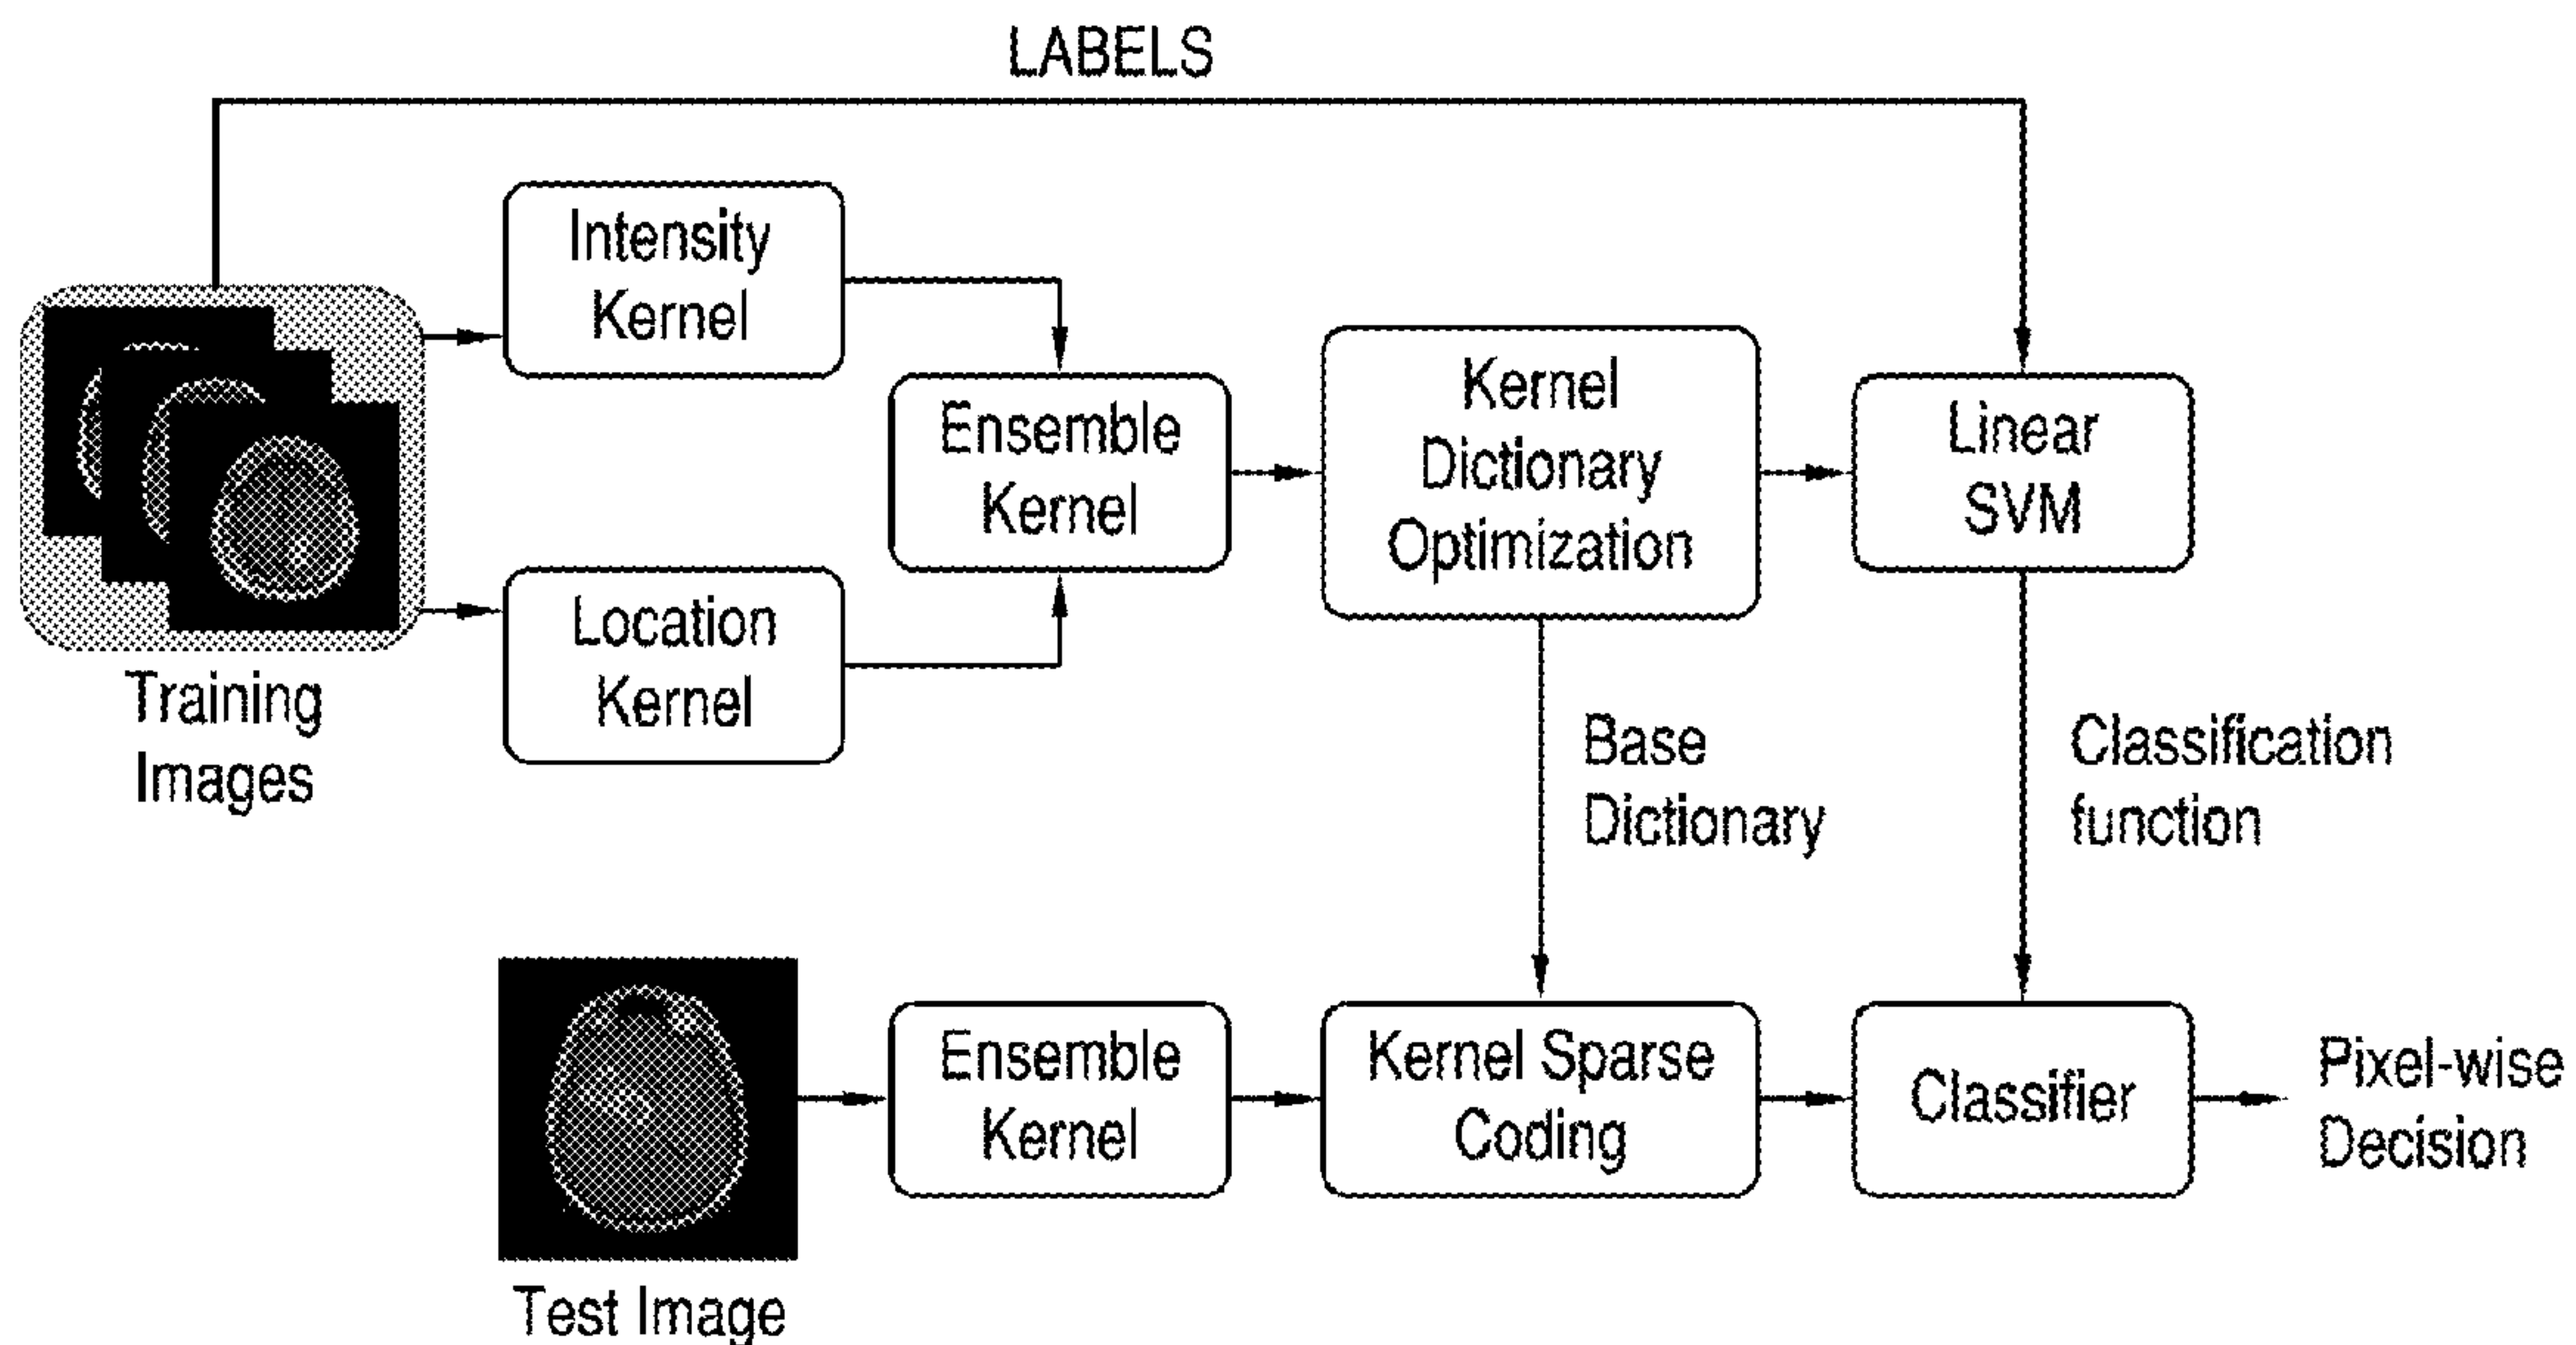 LABELS
Intensity
Kernel
Ensemble
Kernel
Kernel
Dictionary
Optimization
Linear
SVM
Location
Kernel
Training
Images
Base
Dictionary
Classification
function
Ensemble
Kernel
Kernel Sparse
Coding
Classifier
Pixel-wise
Decision
Test Image